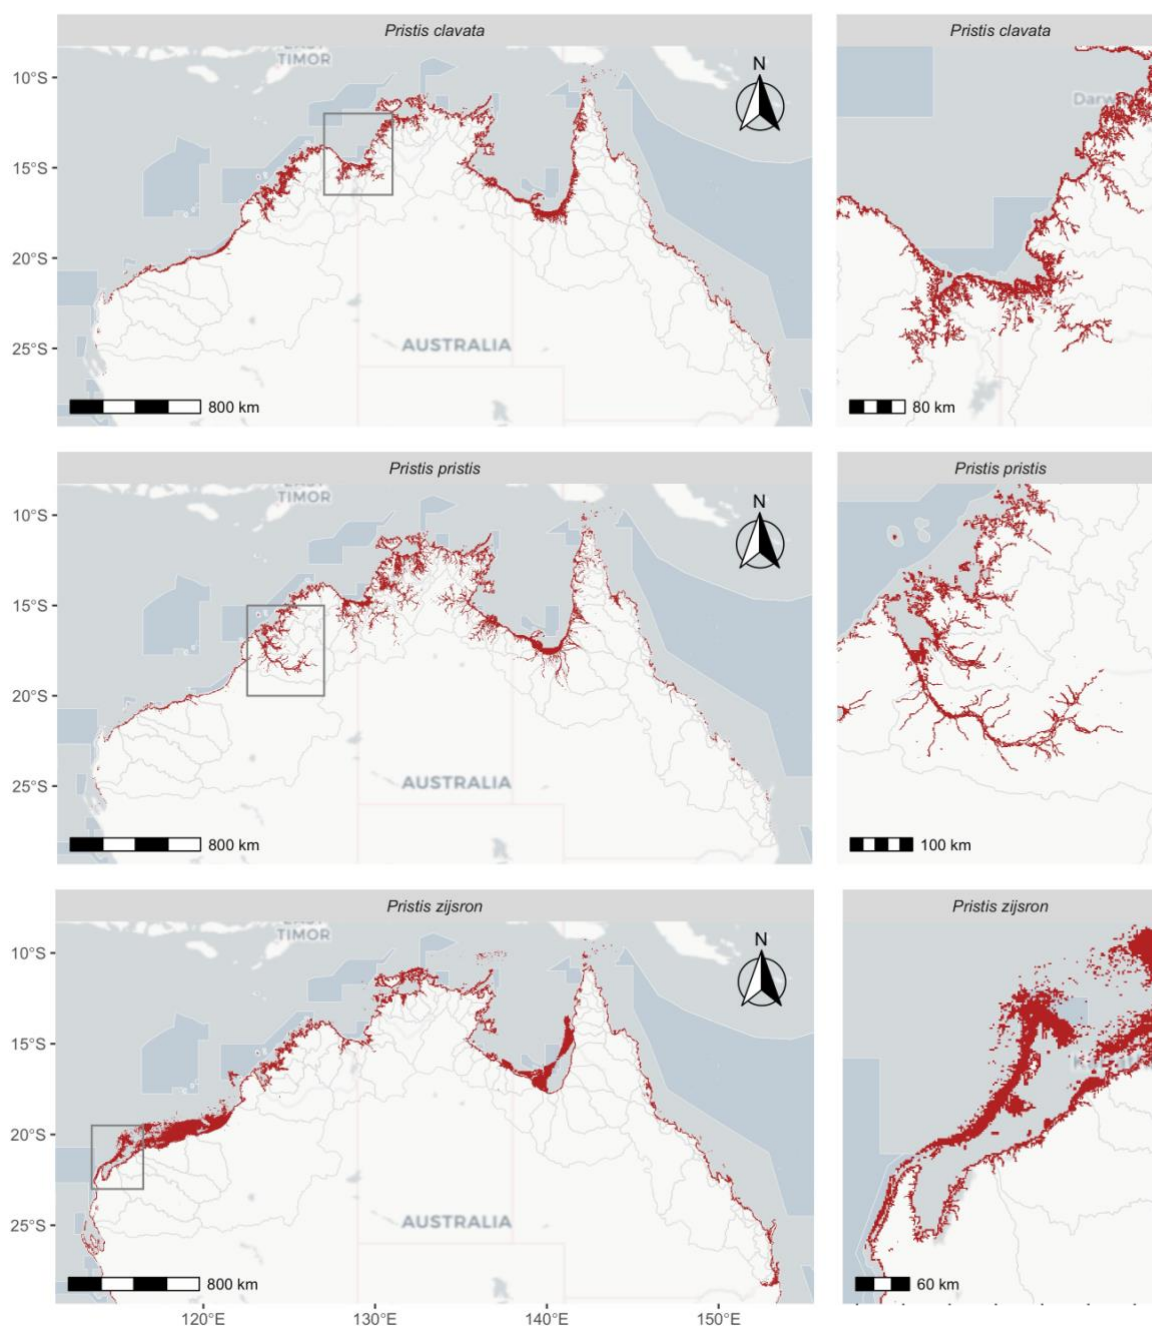 Pristis clavata
Pristis clavata
TIMOR
N
10°S
15°S
20°S
25°S
AUSTRALIA
800 km
80 km
Pristis pristis
Pristis pristis
TIMOR
N
10°S
15°S
20°S
25°S
AUSTRALIA
800 km
100 km
Pristis zijsron
Pristis zijsron
TIMOR
N
10°S
15°S
20°S
25°S
AUSTRALIA
800 km
60 km
120°E 130°E 140°E 150°E